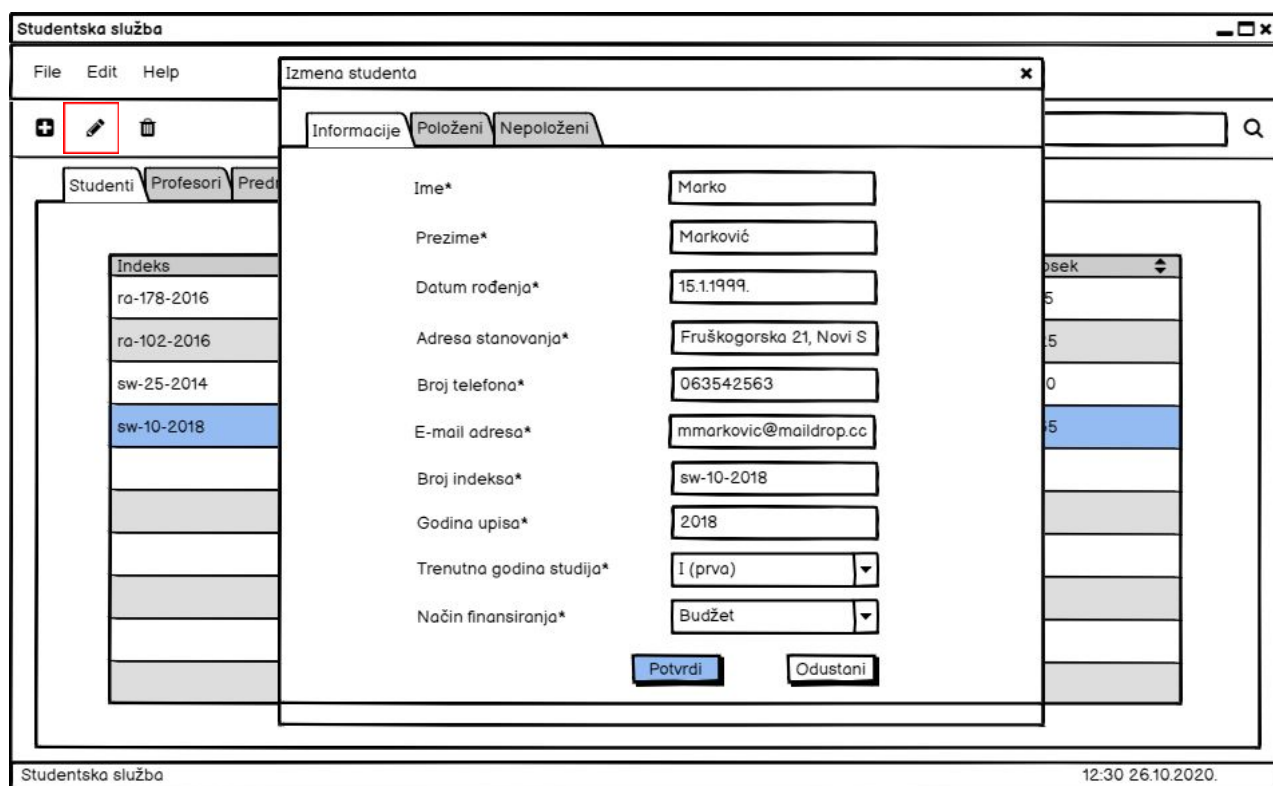 Studentska služba
File Edit Help
Izmena studenta
Informacije Položeni Nepoloženi
Studenti Profesori
Ime* Marko
Prezime* Marković
Indeks
Datum rođenja* 15.1.1999.
ra-178-2016
Adresa stanovanja* Fruškogorska 21, Novi S
ra-102-2016
Broj telefona* 063542563
sw-25-2014
E-mail adresa* mmarkovic@maildrop.cc
sw-10-2018
Broj indeksa* sw-10-2018
Godina upisa* 2018
Trenutna godina studija* I (prva)
Način finansiranja* Budžet
Potvrdi Odustani
Studentska služba 12:30 26.10.2020.